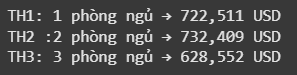 TH1: 1 phòng ngủ → 722,511 USD
TH2 :2 phòng ngủ → 732,409 USD
TH3: 3 phòng ngủ → 628,552 USD